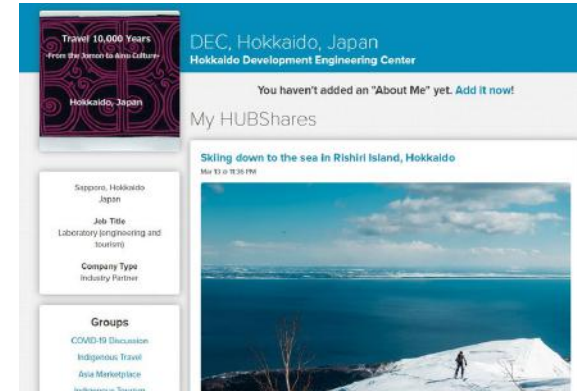 Travel 10,000 Years
-From the Jomon to Ainu Culture-
Hokkaido, Japan
DEC, Hokkaido, Japan
Hokkaido Development Engineering Center
You haven't added an "About Me" yet. Add it now!
My HUBShares
Skiing down to the sea in Rishiri Island, Hokkaido
Mar 13 @ 11:36 PM
Sapporo, Hokkaido
Japan
Job Title
Laboratory (engineering and
tourism)
Company Type
Industry Partner
Groups
COVID-19 Discussion
Indigenous Travel
Asia Marketplace
Indigenous Tourism